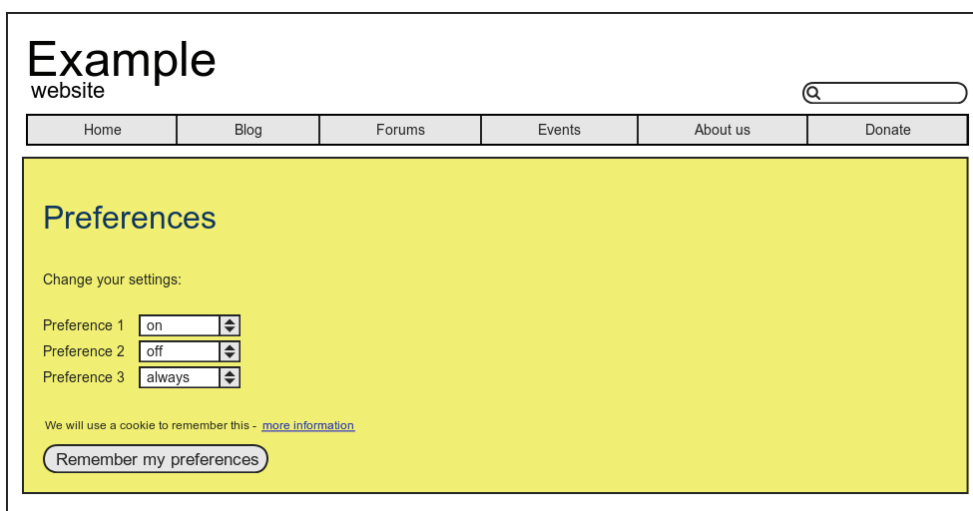 Example
website
Home Blog Forums Events About us Donate
Preferences
Change your settings:
Preference 1 on
Preference 2 off
Preference 3 always
We will use a cookie to remember this - more information
Remember my preferences